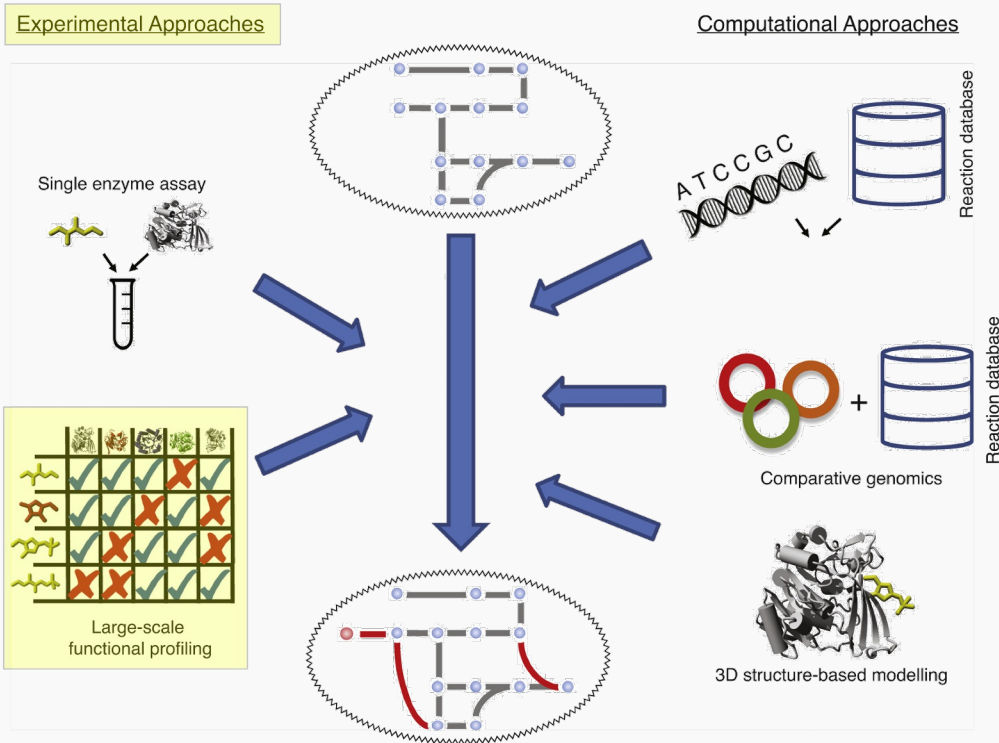 Experimental Approaches
Computational Approaches
Single enzyme assay
ATCCGC
Reaction database
+
Reaction database
Comparative genomics
Large-scale
functional profiling
3D structure-based modelling